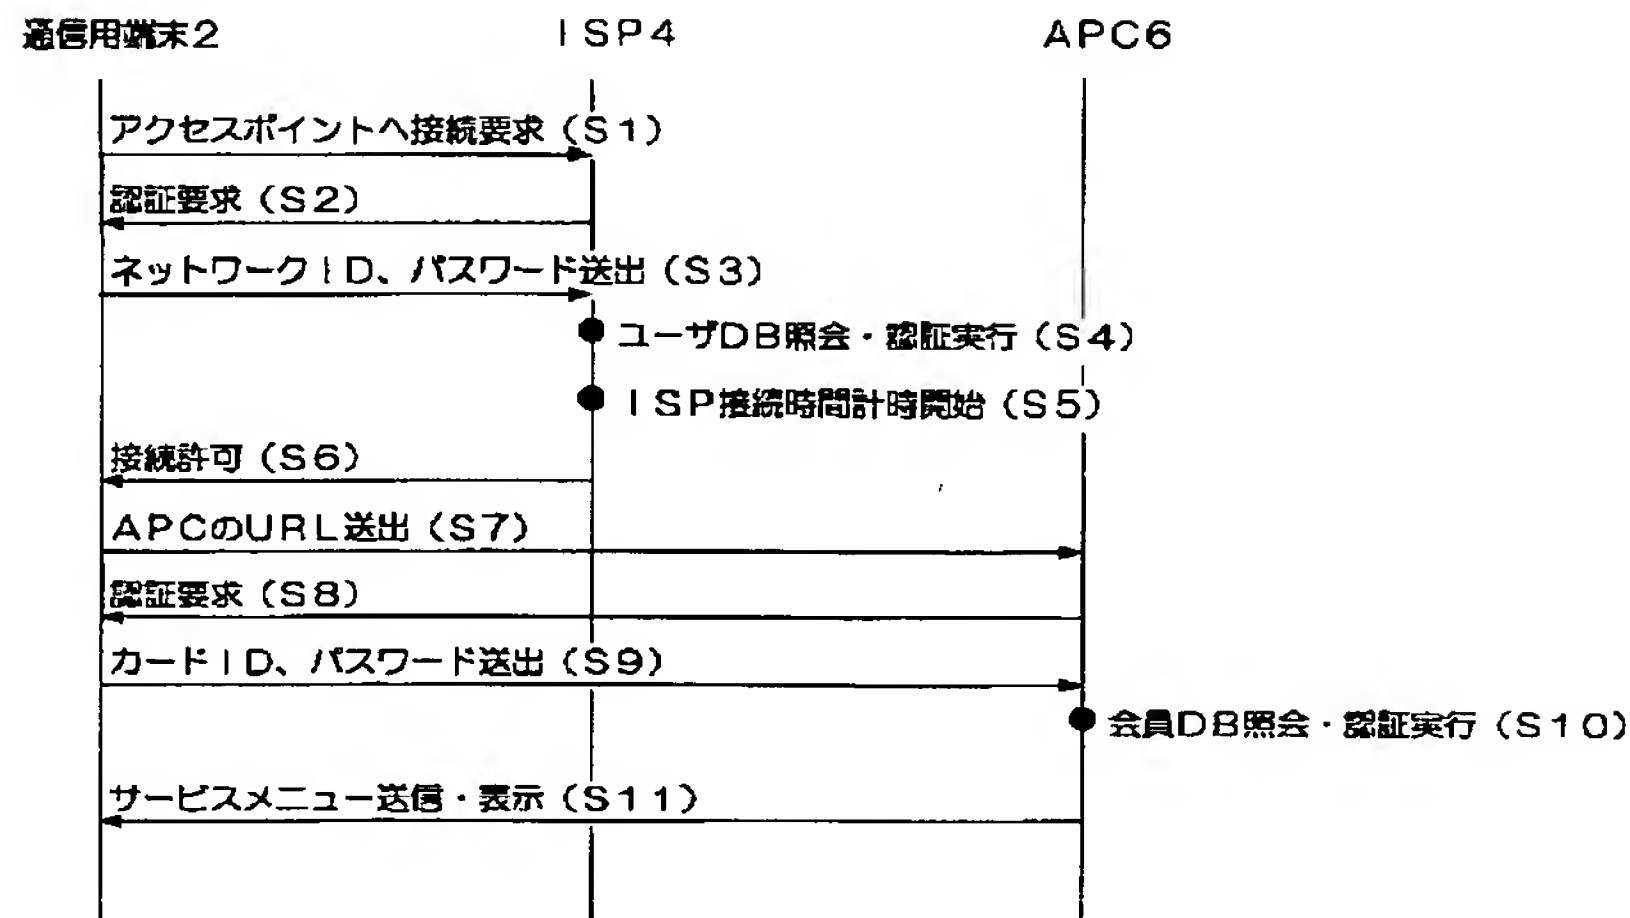 通信用端末2
ISP4
APC6
アクセスポイントへ接続要求(S1)
認証要求(S2)
ネットワークID、パスワード送出(S3)
ユーザDB照会・認証実行(S4)
ISP接続時間計時開始(S5)
接続許可(S6)
APCのURL送出(S7)
認証要求(S8)
カードID、パスワード送出(S9)
会員DB照会・認証実行(S10)
サービスメニュー送信・表示(S11)